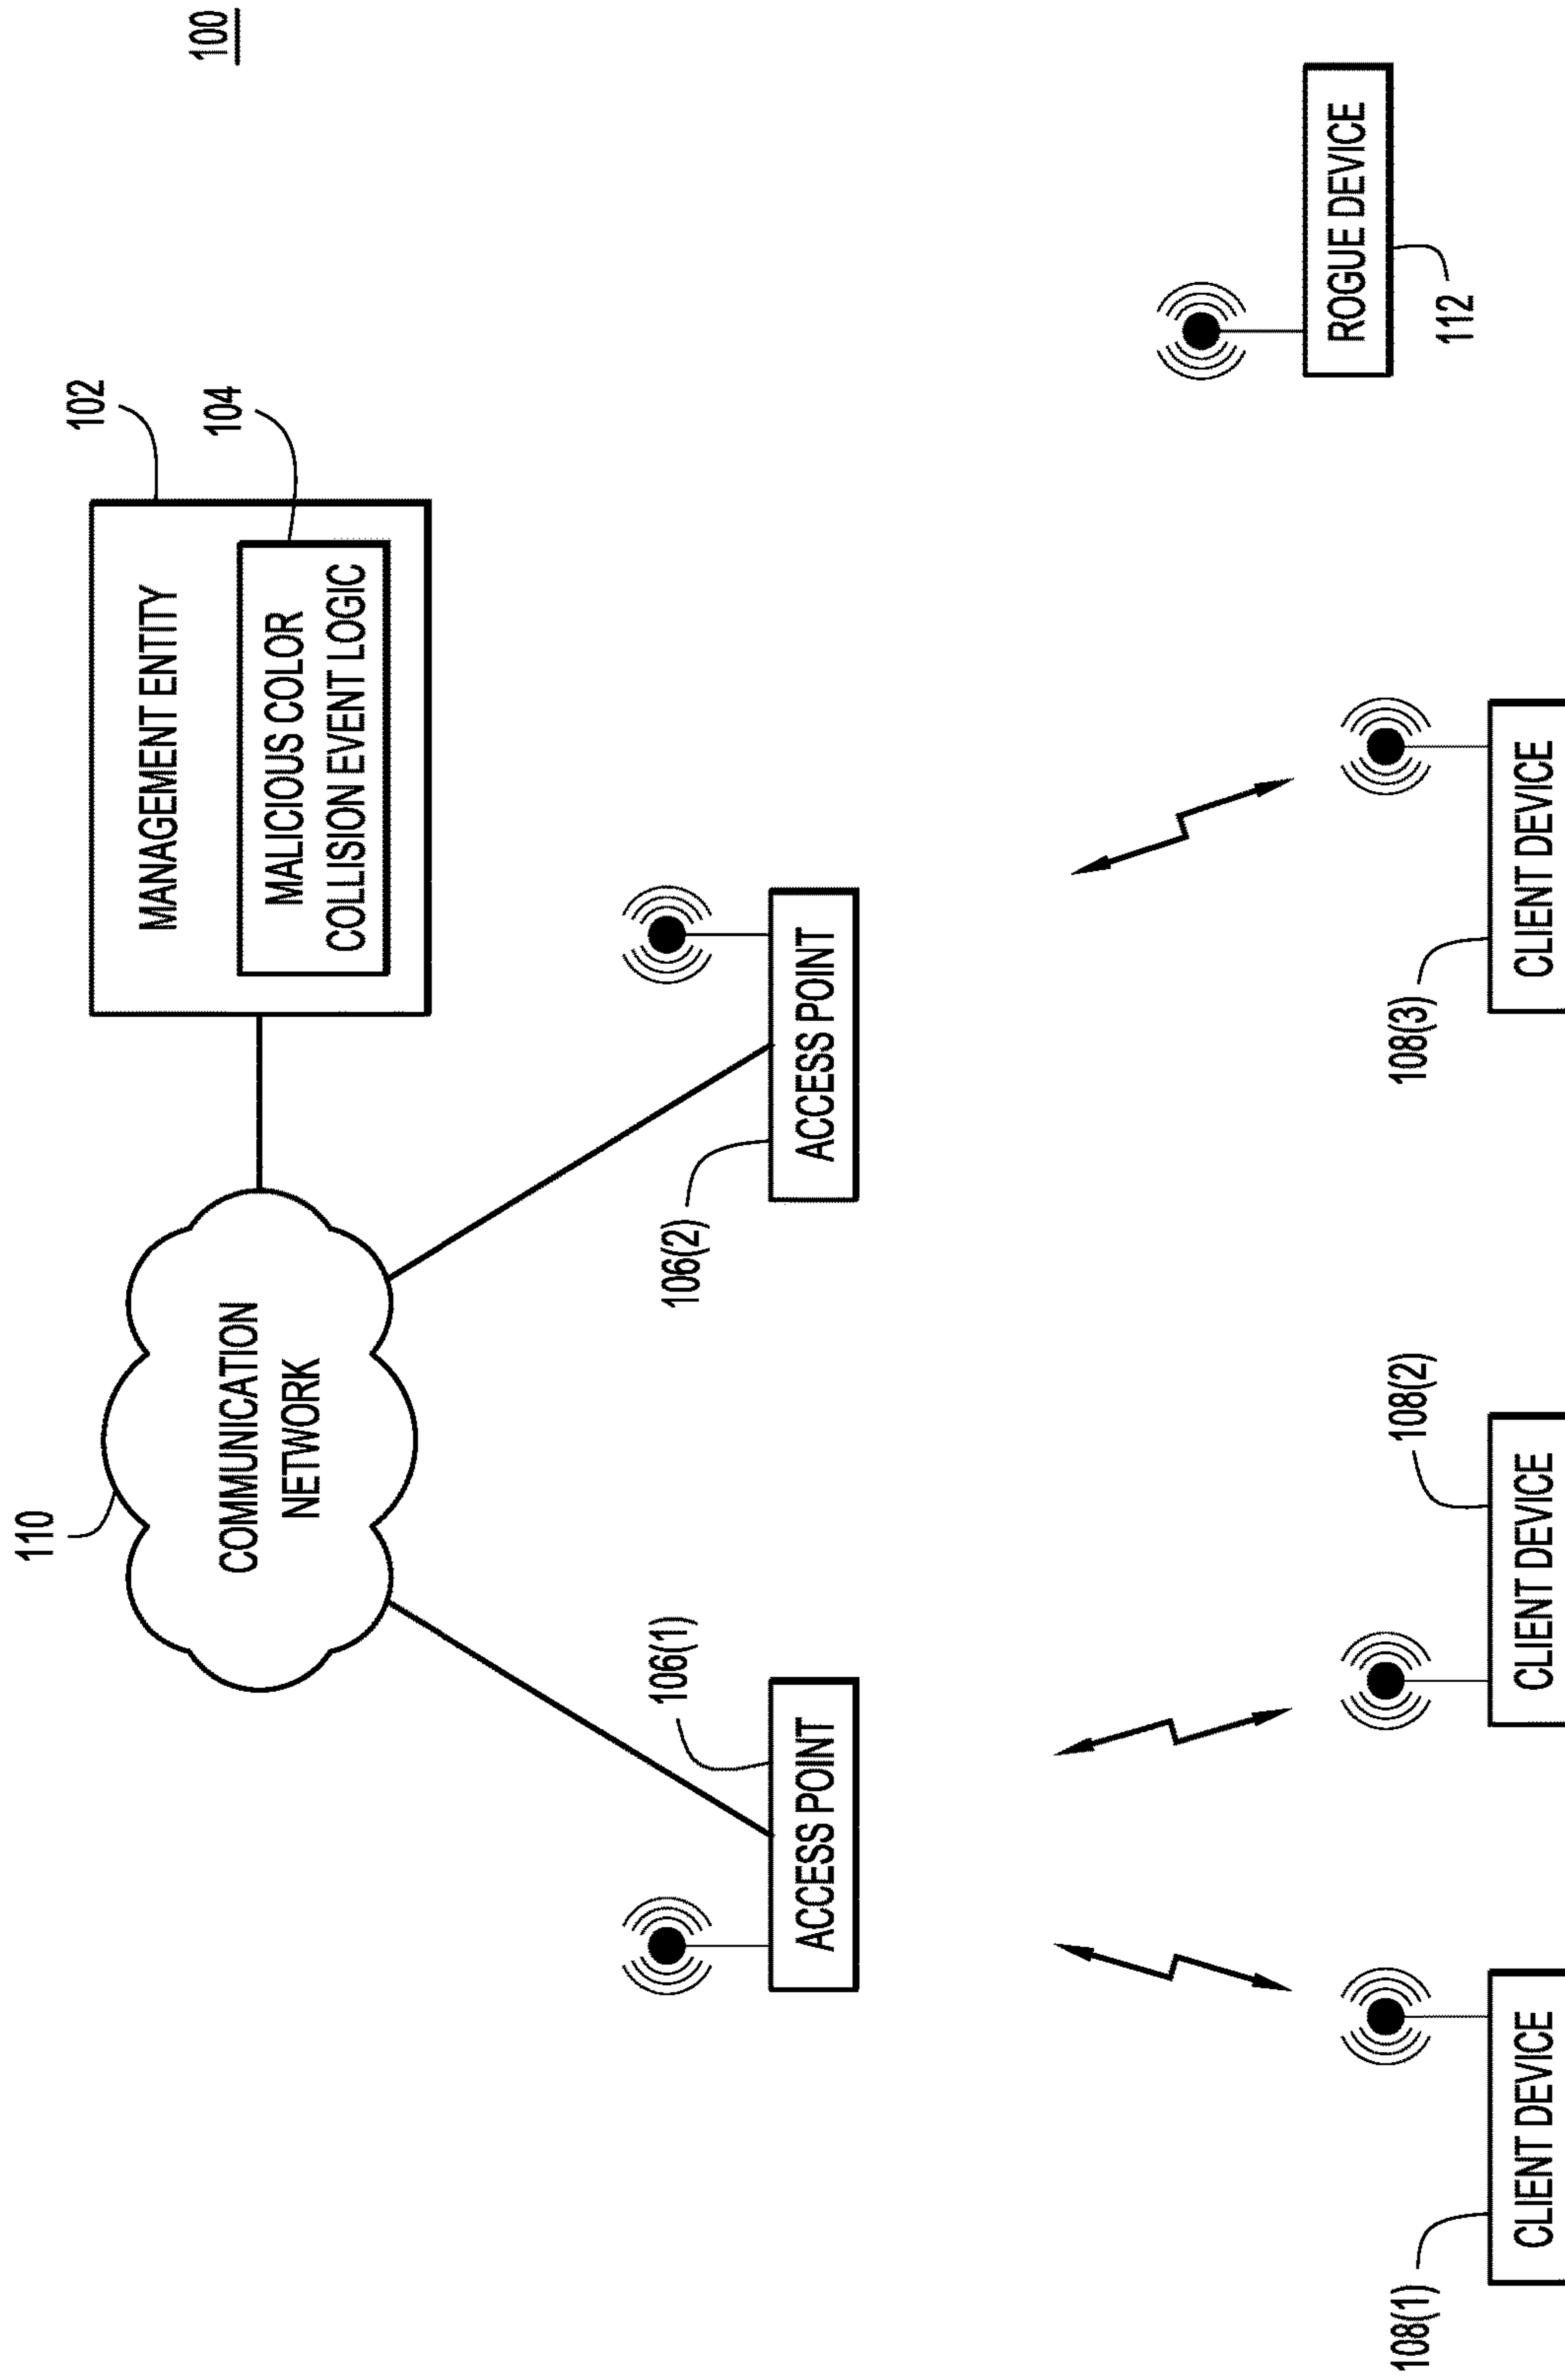 100
102
MANAGEMENT ENTITY
104
MALICIOUS COLOR
COLLISION EVENT LOGIC
110
COMMUNICATION
NETWORK
106(1)
ACCESS POINT
106(2)
ACCESS POINT
108(1)
CLIENT DEVICE
108(2)
CLIENT DEVICE
108(3)
CLIENT DEVICE
ROGUE DEVICE
112